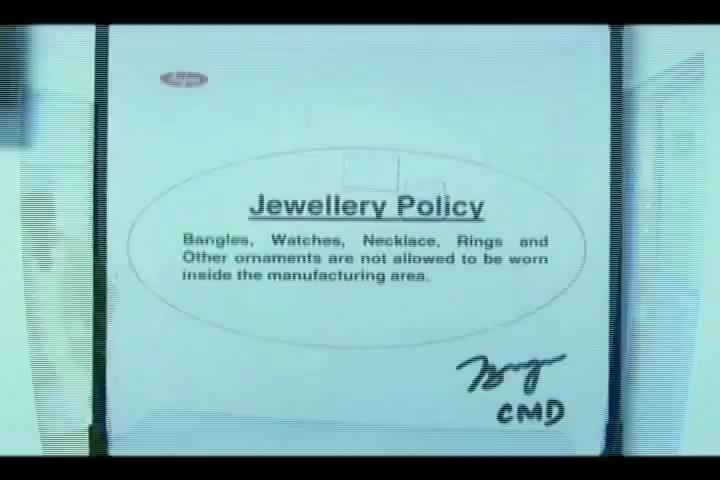 Jewellery Policy
Bangles, Watches, Necklace, Rings and
Other ornaments are not allowed to be worn
inside the manufacturing area.
CMD